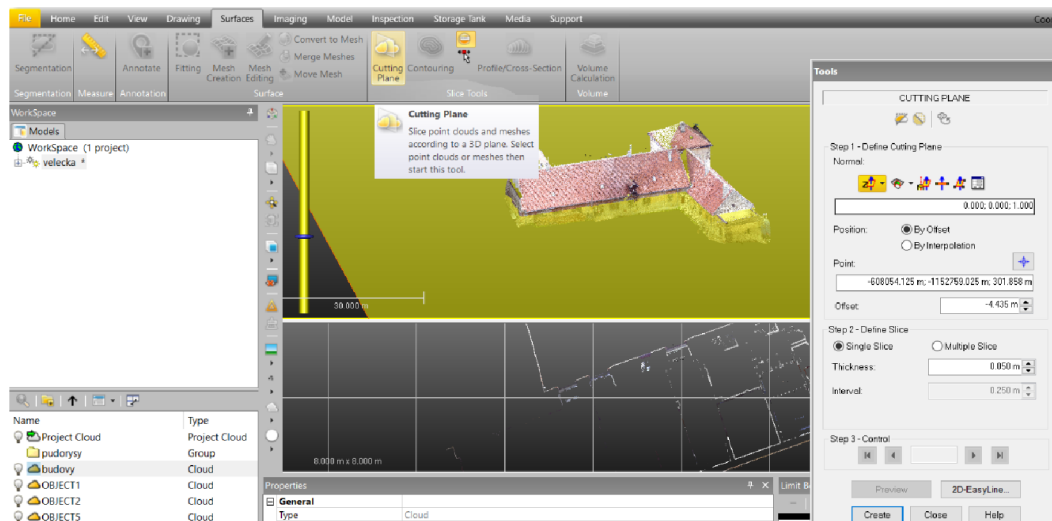 File Home Edit View Drawing Surfaces Imaging Model Inspection Storage Tank Media Support
Segmentation
Annotate
Fitting
Mesh Creation
Mesh Editing
Convert to Mesh
Merge Meshes
Move Mesh
Cutting Plane
Contouring
Profile/Cross-Section
Volume Calculation
Segmentation Measure Annotation Surface Slice Tools Volume
WorkSpace
Models
WorkSpace (1 project)
velecka *
Cutting Plane
Slice point clouds and meshes
according to a 3D plane. Select
point clouds or meshes then
start this tool.
30.000 m
8.000 m x 8.000 m
Name Type
Project Cloud Project Cloud
pudorysy Group
budovy Cloud
OBJECT1 Cloud
OBJECT2 Cloud
OBJECT5 Cloud
Properties
General
Type Cloud
Tools
CUTTING PLANE
Step 1 - Define Cutting Plane
Normal:
0.000; 0.000; 1.000
Position: By Offset
By Interpolation
Point:
-608054.125 m; -1152759.025 m; 301.858 m
Offset: -4.435 m
Step 2 - Define Slice
Single Slice Multiple Slice
Thickness: 0.050 m
Interval: 0.250 m
Step 3 - Control
Preview 2D-EasyLine...
Create Close Help